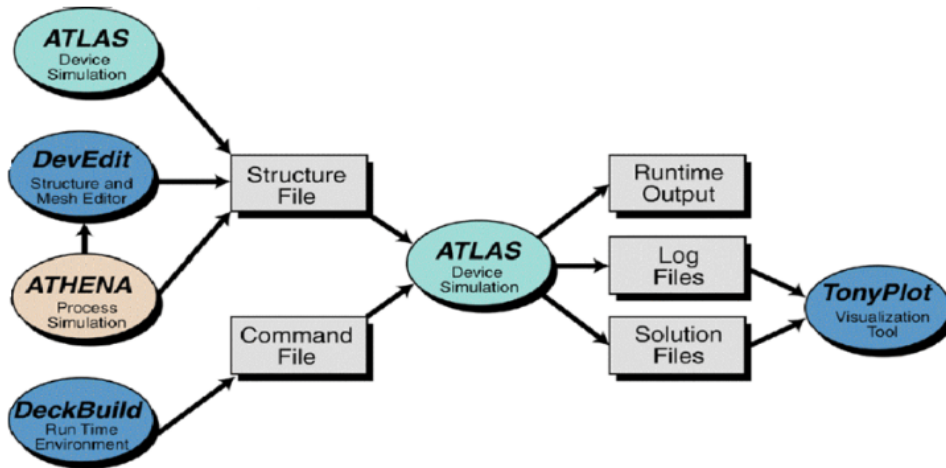 ATLAS
Device
Simulation
DevEdit
Structure and
Mesh Editor
ATHENA
Process
Simulation
DeckBuild
Run Time
Environment
Structure
File
Command
File
ATLAS
Device
Simulation
Runtime
Output
Log
Files
Solution
Files
TonyPlot
Visualization
Tool